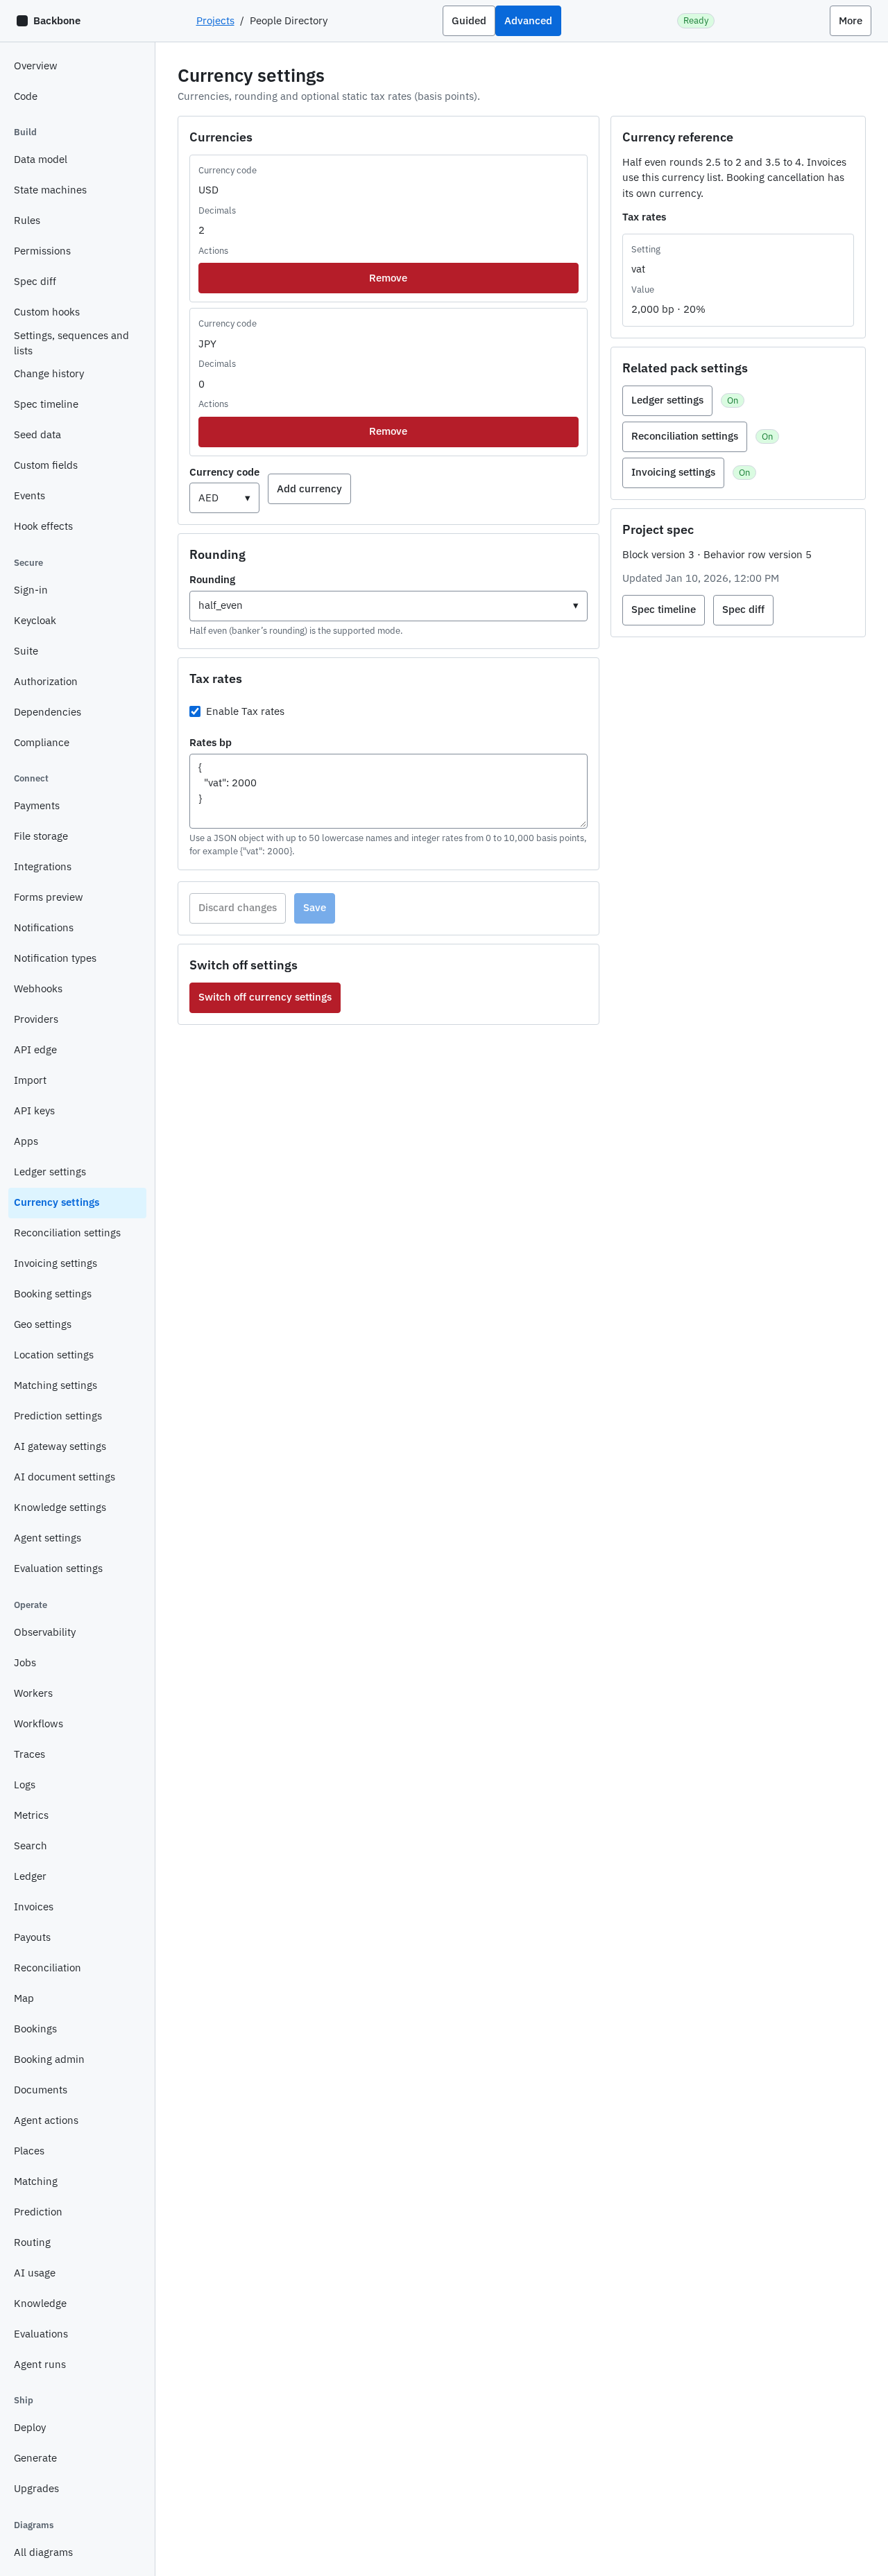 Backbone
Projects / People Directory
Guided
Advanced
Ready
More
Overview
Code
Build
Data model
State machines
Rules
Permissions
Spec diff
Custom hooks
Settings, sequences and
lists
Change history
Spec timeline
Seed data
Custom fields
Events
Hook effects
Secure
Sign-in
Keycloak
Suite
Authorization
Dependencies
Compliance
Connect
Payments
File storage
Integrations
Forms preview
Notifications
Notification types
Webhooks
Providers
API edge
Import
API keys
Apps
Ledger settings
Currency settings
Reconciliation settings
Invoicing settings
Booking settings
Geo settings
Location settings
Matching settings
Prediction settings
AI gateway settings
AI document settings
Knowledge settings
Agent settings
Evaluation settings
Operate
Observability
Jobs
Workers
Workflows
Traces
Logs
Metrics
Search
Ledger
Invoices
Payouts
Reconciliation
Map
Bookings
Booking admin
Documents
Agent actions
Places
Matching
Prediction
Routing
AI usage
Knowledge
Evaluations
Agent runs
Ship
Deploy
Generate
Upgrades
Diagrams
All diagrams
Currency settings
Currencies, rounding and optional static tax rates (basis points).
Currencies
Currency code
USD
Decimals
2
Actions
Remove
Currency code
JPY
Decimals
0
Actions
Remove
Currency code
AED
Add currency
Rounding
Rounding
half_even
Half even (banker’s rounding) is the supported mode.
Tax rates
Enable Tax rates
Rates bp
{
"vat": 2000
}
Use a JSON object with up to 50 lowercase names and integer rates from 0 to 10,000 basis points,
for example {"vat": 2000}.
Discard changes
Save
Switch off settings
Switch off currency settings
Currency reference
Half even rounds 2.5 to 2 and 3.5 to 4. Invoices
use this currency list. Booking cancellation has
its own currency.
Tax rates
Setting
vat
Value
2,000 bp · 20%
Related pack settings
Ledger settings
On
Reconciliation settings
On
Invoicing settings
On
Project spec
Block version 3 · Behavior row version 5
Updated Jan 10, 2026, 12:00 PM
Spec timeline
Spec diff